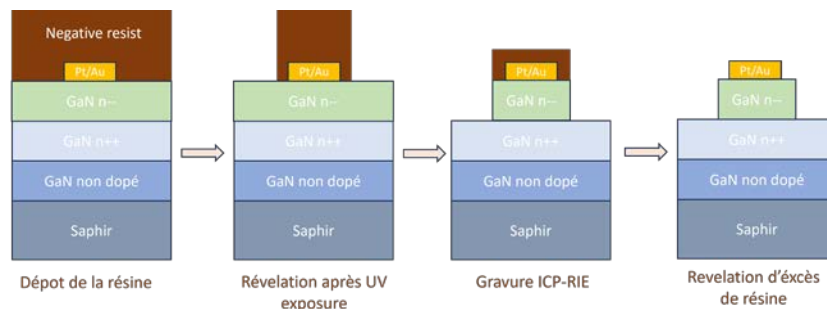 Negative resist
Pt/Au
GaN n--
GaN n++
GaN non dopé
Saphir
Dépot de la résine
Pt/Au
GaN n--
GaN n++
GaN non dopé
Saphir
Révelation après UV
exposure
Pt/Au
GaN n--
GaN n++
GaN non dopé
Saphir
Gravure ICP-RIE
Pt/Au
GaN n--
GaN n++
GaN non dopé
Saphir
Revelation d'éxcès
de résine